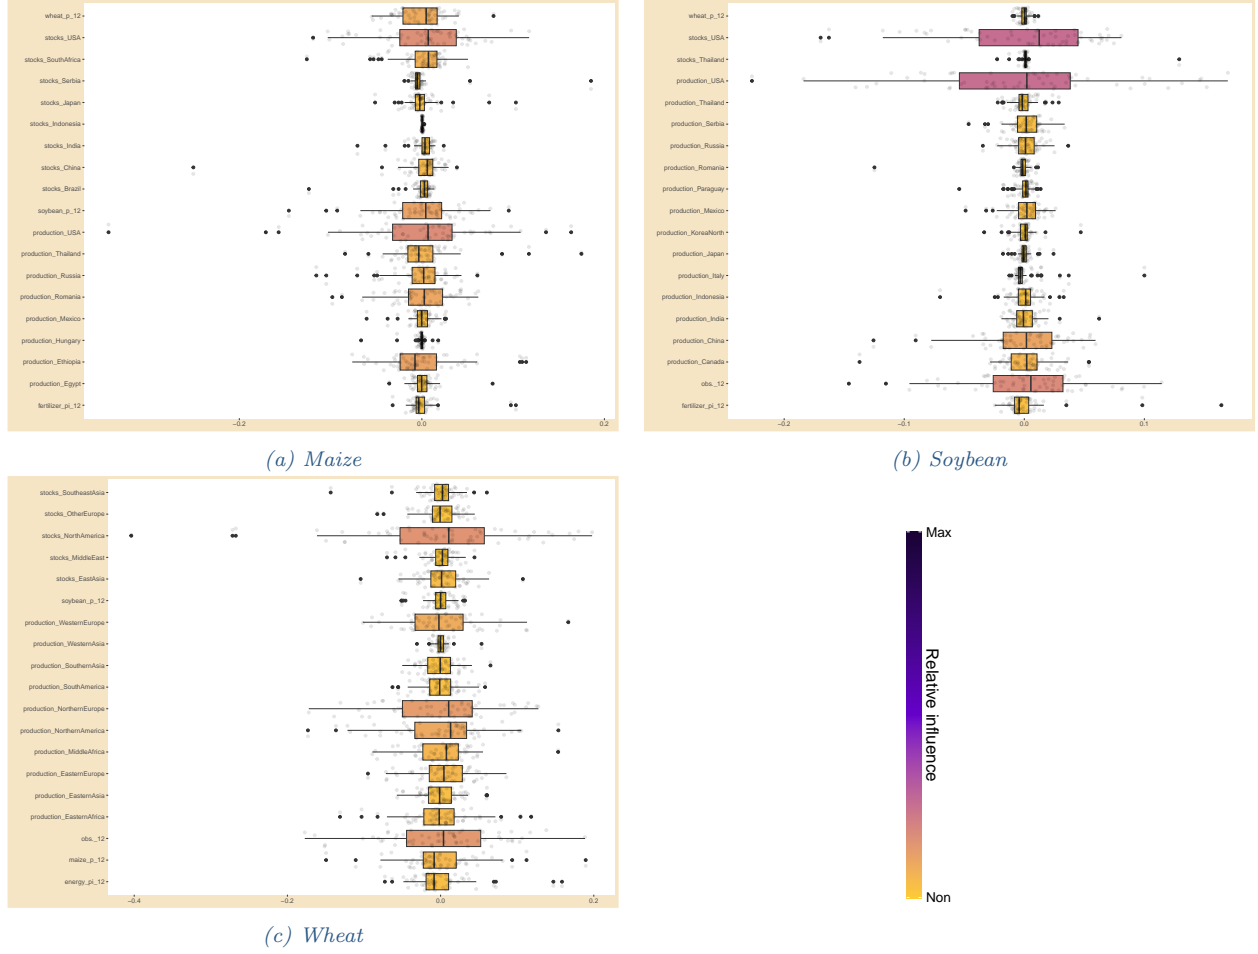 wheat_p_12
stocks_USA
stocks_SouthAfrica
stocks_Serbia
stocks_Japan
stocks_Indonesia
stocks_India
stocks_China
stocks_Brazil
soybean_p_12
production_USA
production_Thailand
production_Russia
production_Romania
production_Mexico
production_Hungary
production_Ethiopia
production_Egypt
fertilizer_pi_12
−0.2 0.0 0.2
(a) Maize
wheat_p_12
stocks_USA
stocks_Thailand
production_USA
production_Thailand
production_Serbia
production_Russia
production_Romania
production_Paraguay
production_Mexico
production_KoreaNorth
production_Japan
production_Italy
production_Indonesia
production_India
production_China
production_Canada
obs._12
fertilizer_pi_12
−0.2 −0.1 0.0 0.1
(b) Soybean
stocks_SoutheastAsia
stocks_OtherEurope
stocks_NorthAmerica
stocks_MiddleEast
stocks_EastAsia
soybean_p_12
production_WesternEurope
production_WesternAsia
production_SouthernAsia
production_SouthAmerica
production_NorthernEurope
production_NorthernAmerica
production_MiddleAfrica
production_EasternEurope
production_EasternAsia
production_EasternAfrica
obs._12
maize_p_12
energy_pi_12
−0.4 −0.2 0.0 0.2
(c) Wheat
Max
Relative influence
Non